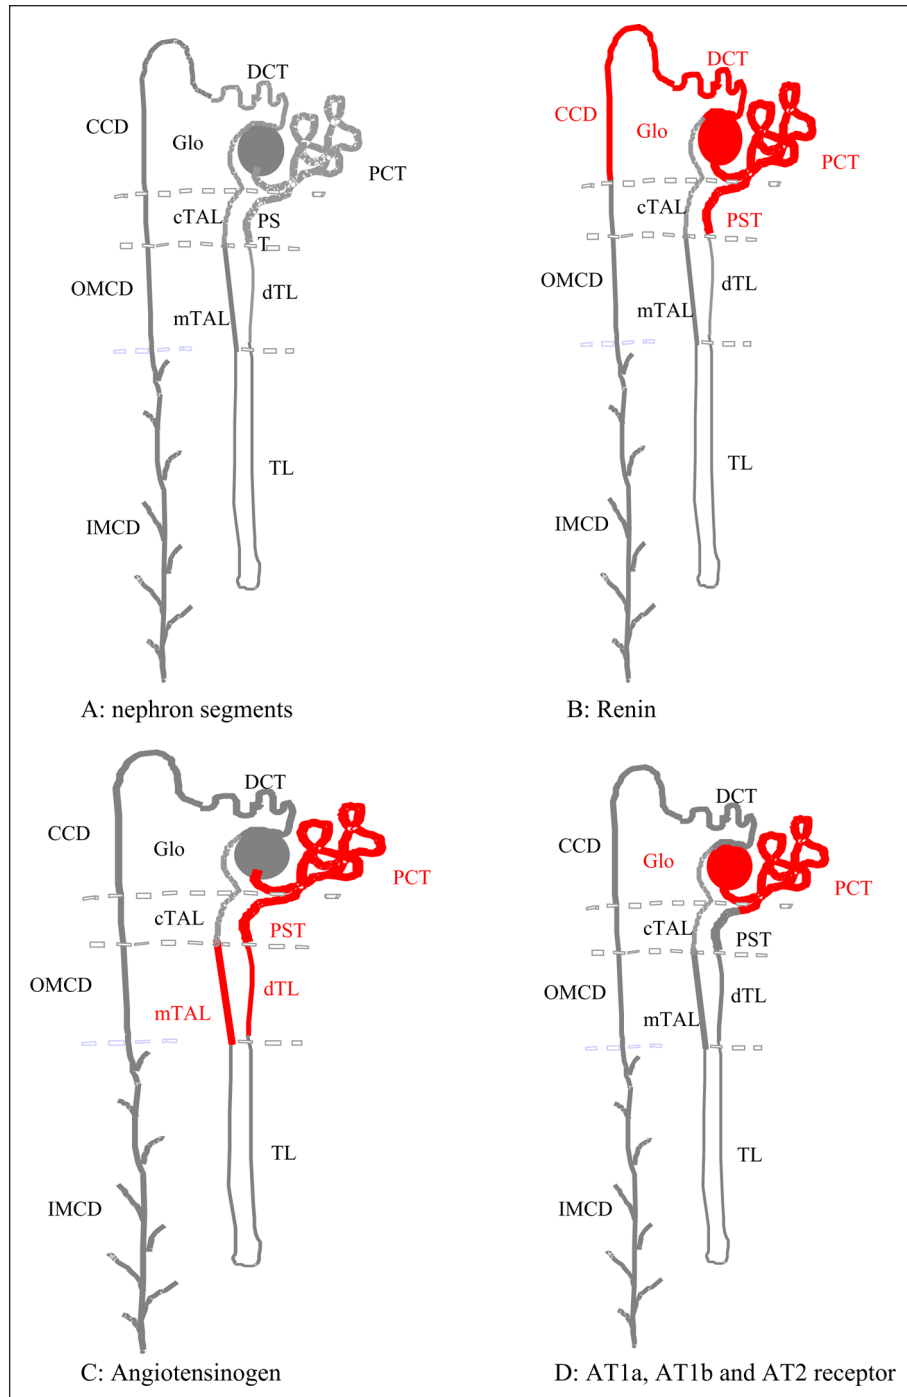 DCT
CCD
Glo
PCT
cTAL
PS
T
OMCD
dTL
mTAL
TL
IMCD
A: nephron segments
DCT
CCD
Glo
PCT
cTAL
PST
OMCD
dTL
mTAL
TL
IMCD
B: Renin
DCT
CCD
Glo
PCT
cTAL
PST
OMCD
dTL
mTAL
TL
IMCD
C: Angiotensinogen
DCT
CCD
Glo
PCT
cTAL
PST
OMCD
dTL
mTAL
TL
IMCD
D: AT1a, AT1b and AT2 receptor